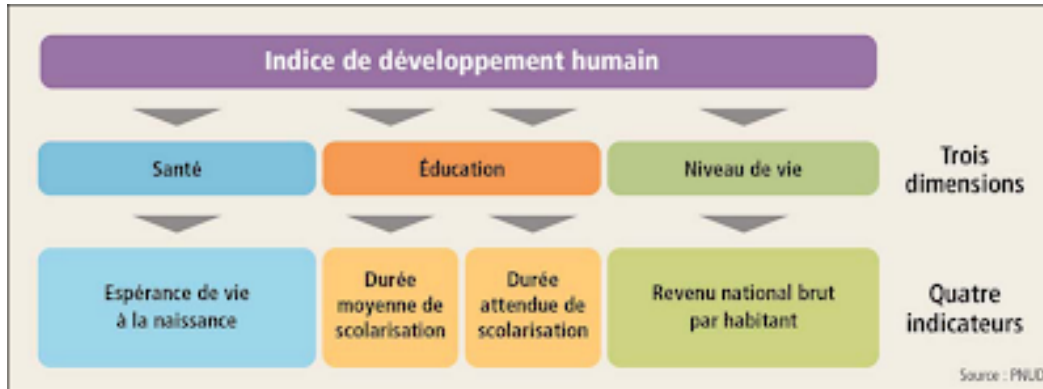 Indice de développement humain
Santé
Éducation
Niveau de vie
Trois
dimensions
Espérance de vie
à la naissance
Durée
moyenne de
scolarisation
Durée
attendue de
scolarisation
Revenu national brut
par habitant
Quatre
indicateurs
Source : PNUD